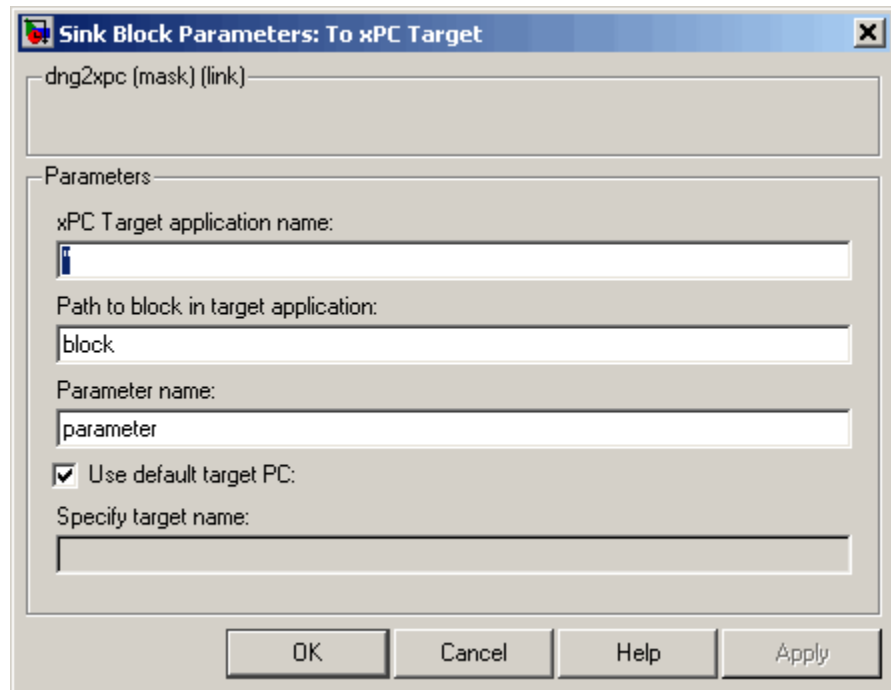 Sink Block Parameters: To xPC Target
dng2xpc (mask) (link)
Parameters
xPC Target application name:
''
Path to block in target application:
block
Parameter name:
parameter
Use default target PC:
Specify target name:
OK Cancel Help Apply